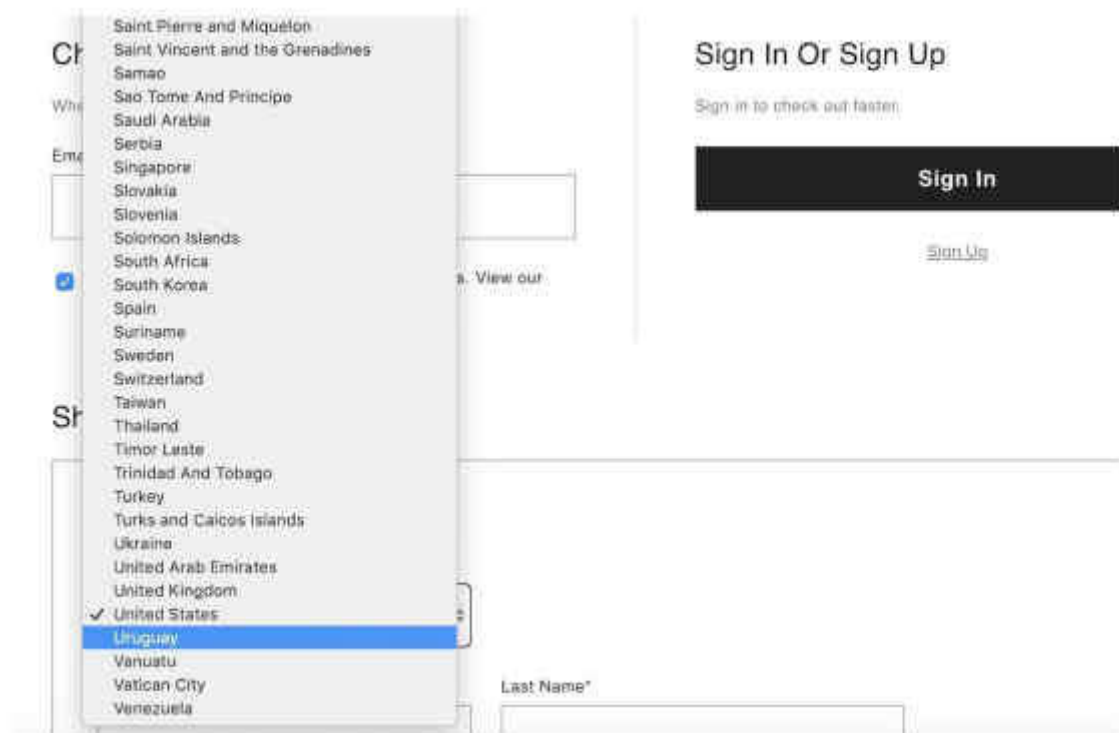 Saint Pierre and Miquelon
Saint Vincent and the Grenadines
Samao
Sao Tome And Principe
Saudi Arabia
Serbia
Singapore
Slovakia
Slovenia
Solomon Islands
South Africa
South Korea
Spain
Suriname
Sweden
Switzerland
Taiwan
Thailand
Timor Leste
Trinidad And Tobago
Turkey
Turks and Caicos Islands
Ukraine
United Arab Emirates
United Kingdom
✓ United States
Uruguay
Vanuatu
Vatican City
Venezuela
Ch
Ema
s. View our
Sh
Last Name*
Sign In Or Sign Up
Sign in to check out faster.
Sign In
Sign Up